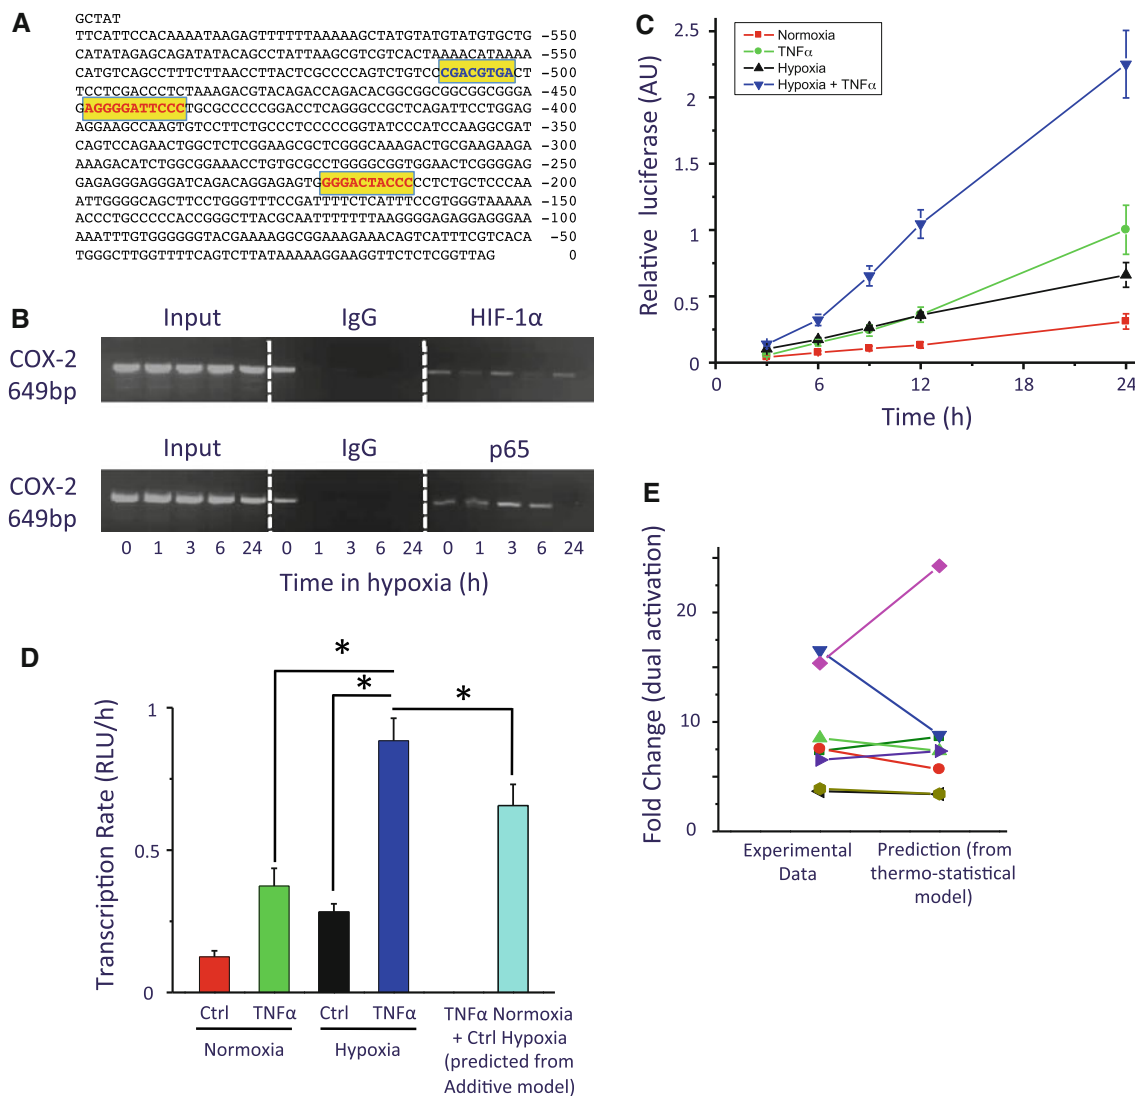 A
GCTAT
TTCATTCCACAAAATAAGAGTTTTTTAAAAAGCTATGTATGTATGTGCTG -550
CATATAGAGCAGATATACAGCCTATTAAGCGTCGTCACTAAAACATAAAA -550
CATGTCAGCCTTTCTTAACCTTACTCGCCCCAGTCTGTCCCGACGTGACT -500
TCCTCGACCCTCTAAAGACGTACAGACCAGACACGGCGGCGGCGGCGGGA -450
GAGGGGATTCCCTGCGCCCCCGGACCTCAGGGCCGCTCAGATTCCTGGAG -400
AGGAAGCCAAGTGTCCTTCTGCCCTCCCCCGGTATCCCATCCAAGGCGAT -350
CAGTCCAGAACTGGCTCTCGGAAGCGCTCGGGCAAAGACTGCGAAGAAGA -300
AAAGACATCTGGCGGAAACCTGTGCGCCTGGGGCGGTGGAACTCGGGGAG -250
GAGAGGGAGGGATCAGACAGGAGAGTGGGGACTACCCCCTCTGCTCCCAA -200
ATTGGGGCAGCTTCCTGGGTTTCCGATTTTCTCATTTCCGTGGGTAAAAA -150
ACCCTGCCCCCACCGGGCTTACGCAATTTTTTTAAGGGGAGAGGAGGGAA -100
AAATTTGTGGGGGGTACGAAAAGGCGGAAAGAAACAGTCATTTCGTCACA -50
TGGGCTTGGTTTTCAGTCTTATAAAAAGGAAGGTTCTCTCGGTTAG 0
B
Input IgG HIF-1α
COX-2
649bp
Input IgG p65
COX-2
649bp
0 1 3 6 24 0 1 3 6 24 0 1 3 6 24
Time in hypoxia (h)
C
Relative luciferase (AU)
2.5
2
1.5
1
0.5
0
Normoxia
TNFα
Hypoxia
Hypoxia + TNFα
0 6 12 18 24
Time (h)
D
Transcription Rate (RLU/h)
1
0.5
0
* * *
Ctrl TNFα Ctrl TNFα
Normoxia Hypoxia
TNFα Normoxia
+ Ctrl Hypoxia
(predicted from
Additive model)
E
Fold Change (dual activation)
20
10
0
Experimental
Data
Prediction (from
thermo-statistical
model)